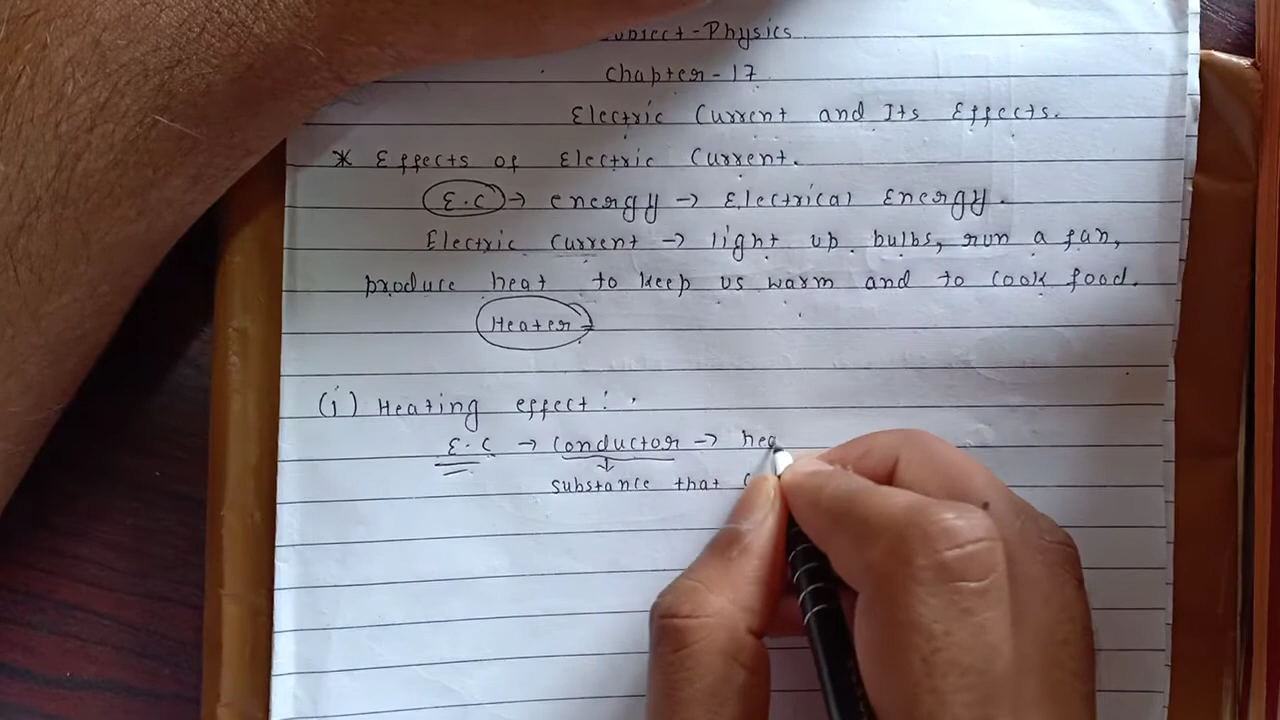 Subject-Physics.
Chapter-17
Electric Current and Its Effects.
* Effects of Electric Current.
E.C → energy → Electrical Energy.
Electric Current → light up bulbs, run a fan,
produce heat to keep us warm and to cook food.
Heater
(i) Heating effect:
E.C → Conductor → hea
↓
substance that